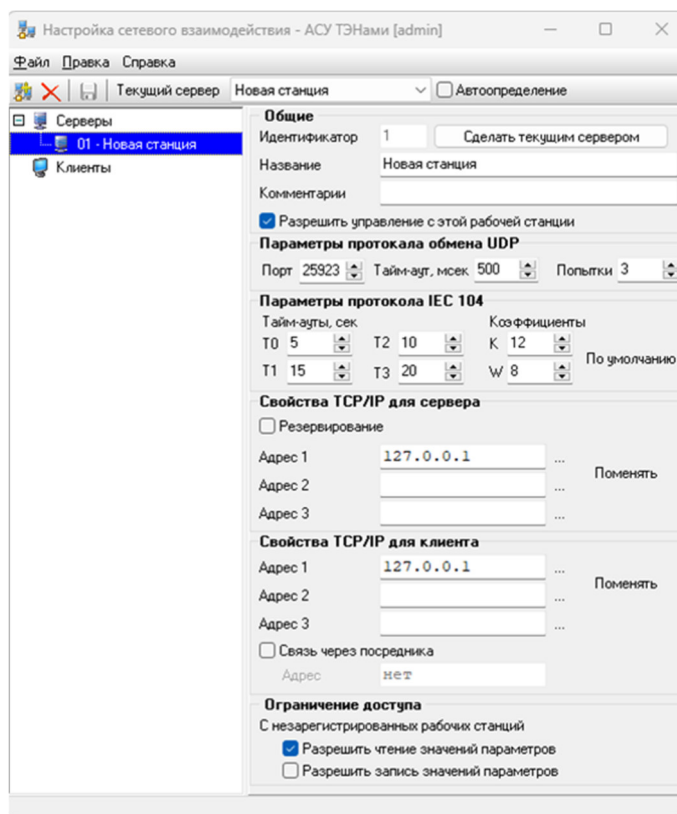 Настройка сетевого взаимодействия - АСУ ТЭНами [admin]
Файл Правка Справка
Текущий сервер Новая станция Автоопределение
Серверы
01 - Новая станция
Клиенты
Общие
Идентификатор 1 Сделать текущим сервером
Название Новая станция
Комментарии
Разрешить управление с этой рабочей станции
Параметры протокала обмена UDP
Порт 25923 Тайм-аут, мсек 500 Попытки 3
Параметры протокола IEC 104
Тайм-ауты, сек Коэффициенты
T0 5 T2 10 K 12
По умолчанию
T1 15 T3 20 W 8
Свойства TCP/IP для сервера
Резервирование
Адрес 1 127.0.0.1 ...
Поменять
Адрес 2 ...
Адрес 3 ...
Свойства TCP/IP для клиента
Адрес 1 127.0.0.1 ...
Поменять
Адрес 2 ...
Адрес 3 ...
Связь через посредника
Адрес нет
Ограничение доступа
С незарегистрированных рабочих станций
Разрешить чтение значений параметров
Разрешить запись значений параметров